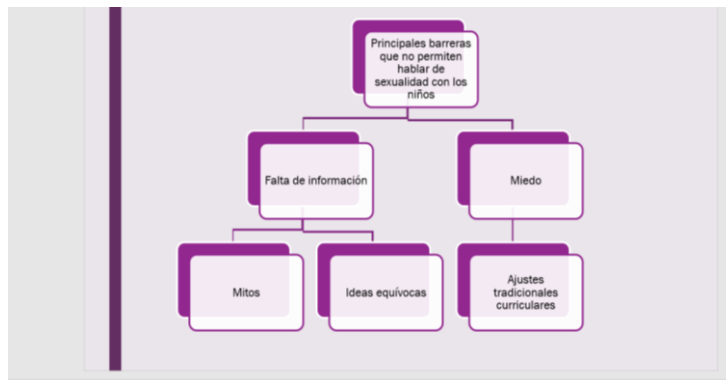 Principales barreras
que no permiten
hablar de
sexualidad con los
niños
Falta de información
Miedo
Mitos
Ideas equívocas
Ajustes
tradicionales
curriculares